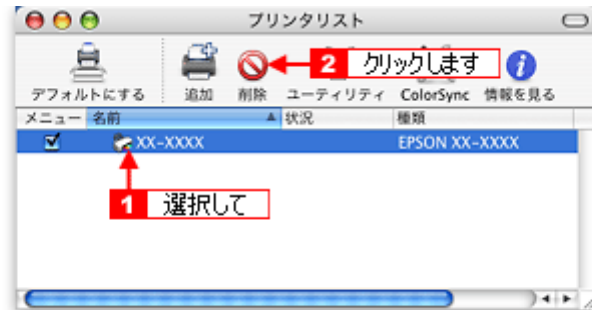 プリンタリスト
2 クリックします
デフォルトにする 追加 削除 ユーティリティ ColorSync 情報を見る
メニュー 名前 状況 種類
XX-XXXX EPSON XX-XXXX
1 選択して